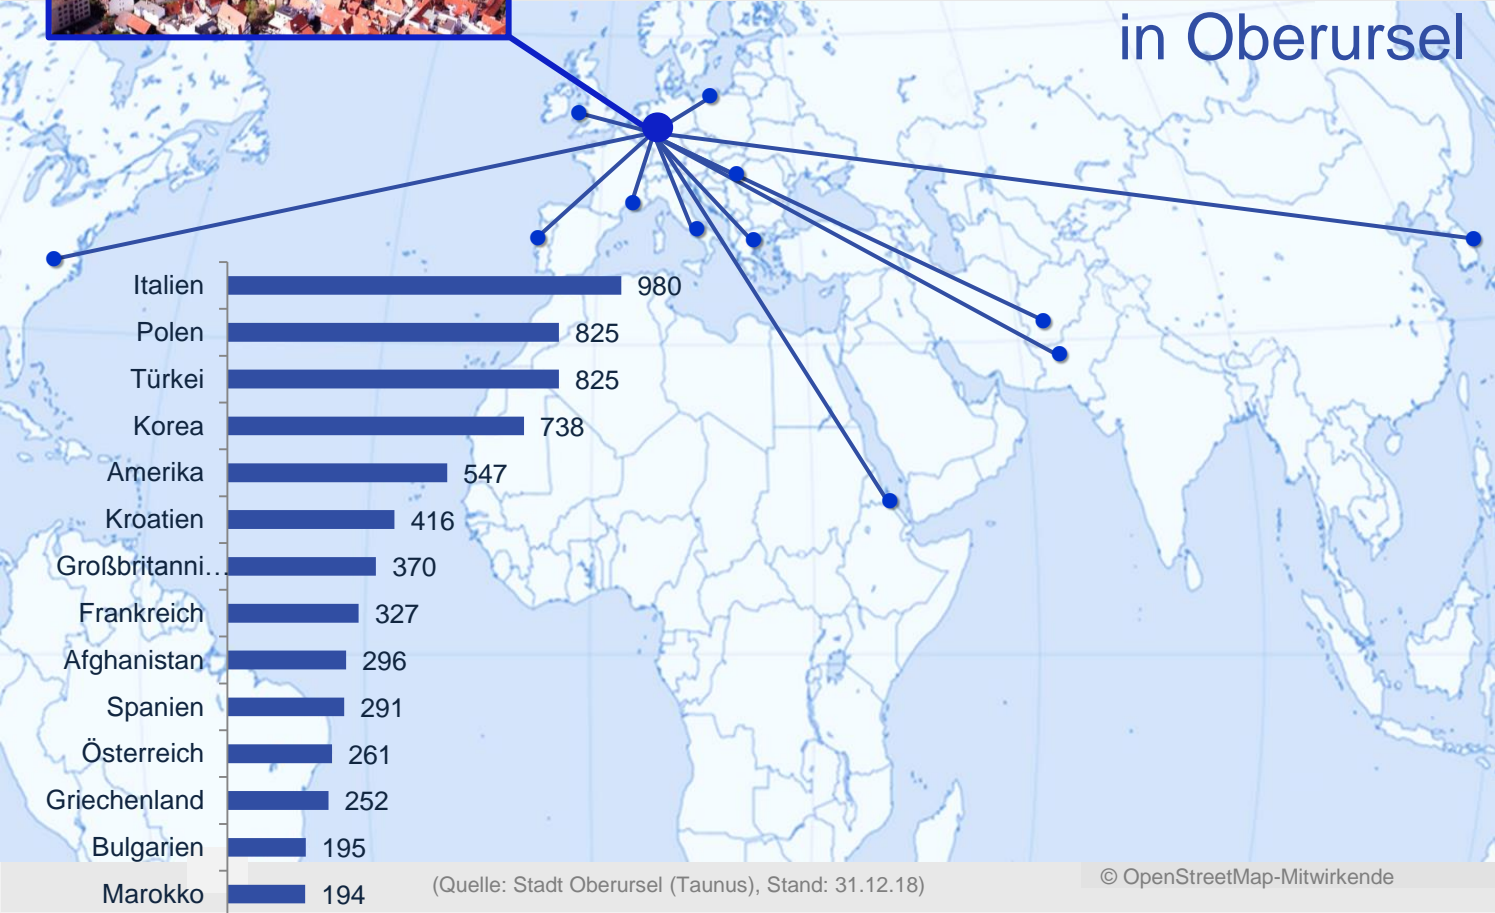 in Oberursel
Italien 980
Polen 825
Türkei 825
Korea 738
Amerika 547
Kroatien 416
Großbritanni... 370
Frankreich 327
Afghanistan 296
Spanien 291
Österreich 261
Griechenland 252
Bulgarien 195
Marokko 194
(Quelle: Stadt Oberursel (Taunus), Stand: 31.12.18)
© OpenStreetMap-Mitwirkende